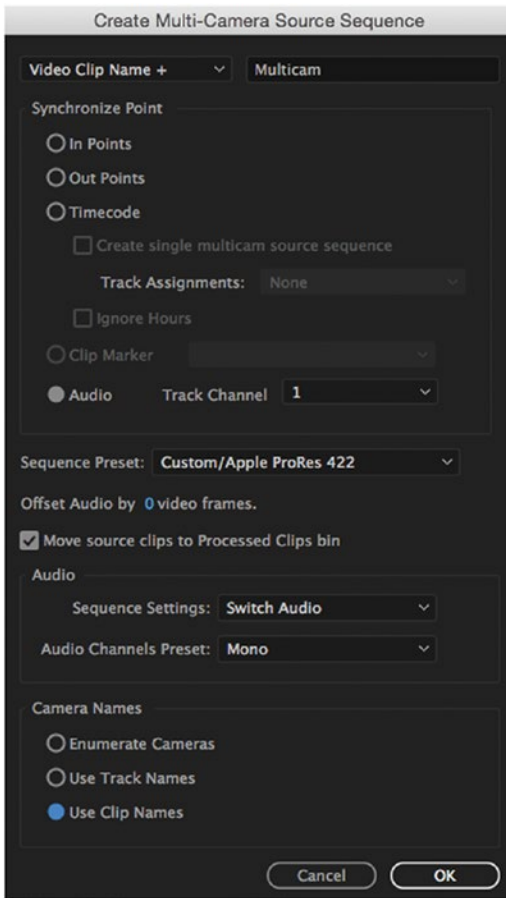 Create Multi-Camera Source Sequence
Video Clip Name + Multicam
Synchronize Point
In Points
Out Points
Timecode
Create single multicam source sequence
Track Assignments: None
Ignore Hours
Clip Marker
Audio Track Channel 1
Sequence Preset: Custom/Apple ProRes 422
Offset Audio by 0 video frames.
Move source clips to Processed Clips bin
Audio
Sequence Settings: Switch Audio
Audio Channels Preset: Mono
Camera Names
Enumerate Cameras
Use Track Names
Use Clip Names
Cancel OK